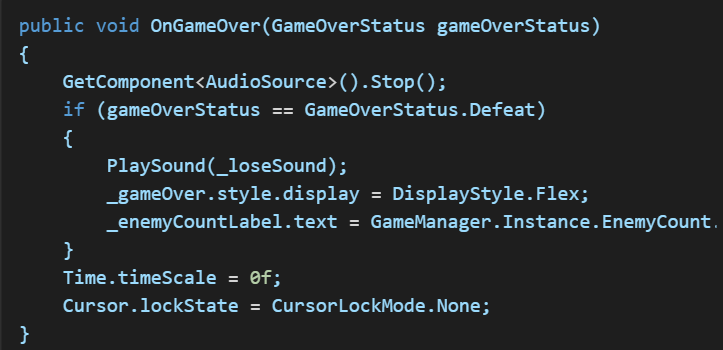 public void OnGameOver(GameOverStatus gameOverStatus)
{
    GetComponent<AudioSource>().Stop();
    if (gameOverStatus == GameOverStatus.Defeat)
    {
        PlaySound(_loseSound);
        _gameOver.style.display = DisplayStyle.Flex;
        _enemyCountLabel.text = GameManager.Instance.EnemyCount.
    }
    Time.timeScale = 0f;
    Cursor.lockState = CursorLockMode.None;
}